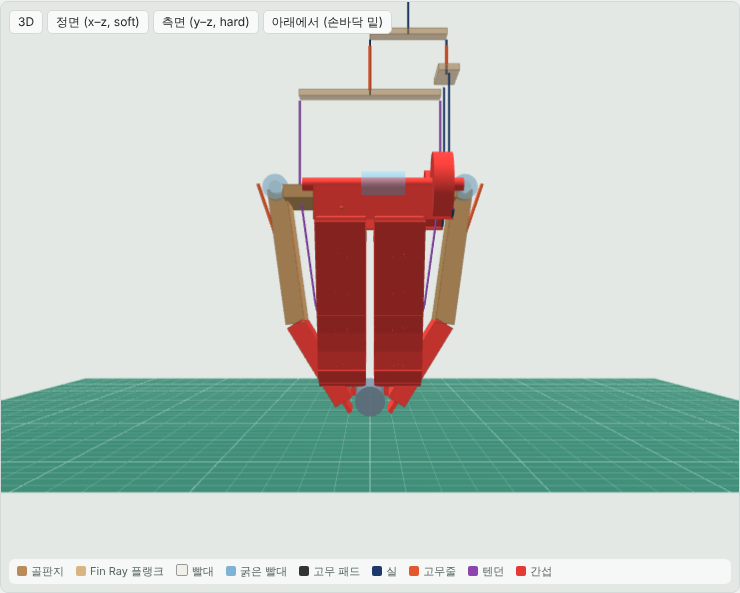 3D
정면 (x–z, soft)
측면 (y–z, hard)
아래에서 (손바닥 밑)
골판지
Fin Ray 플랭크
빨대
굵은 빨대
고무 패드
실
고무줄
텐던
간섭